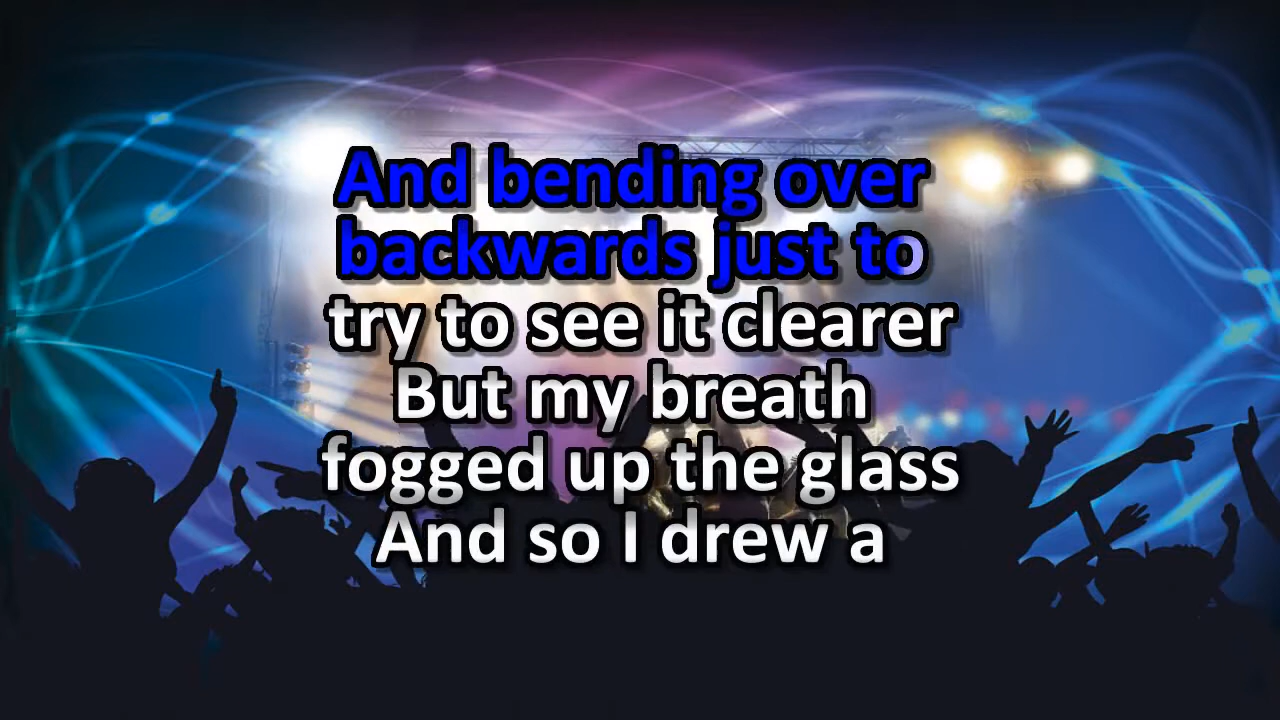 And bending over
backwards just to
try to see it clearer
But my breath
fogged up the glass
And so I drew a